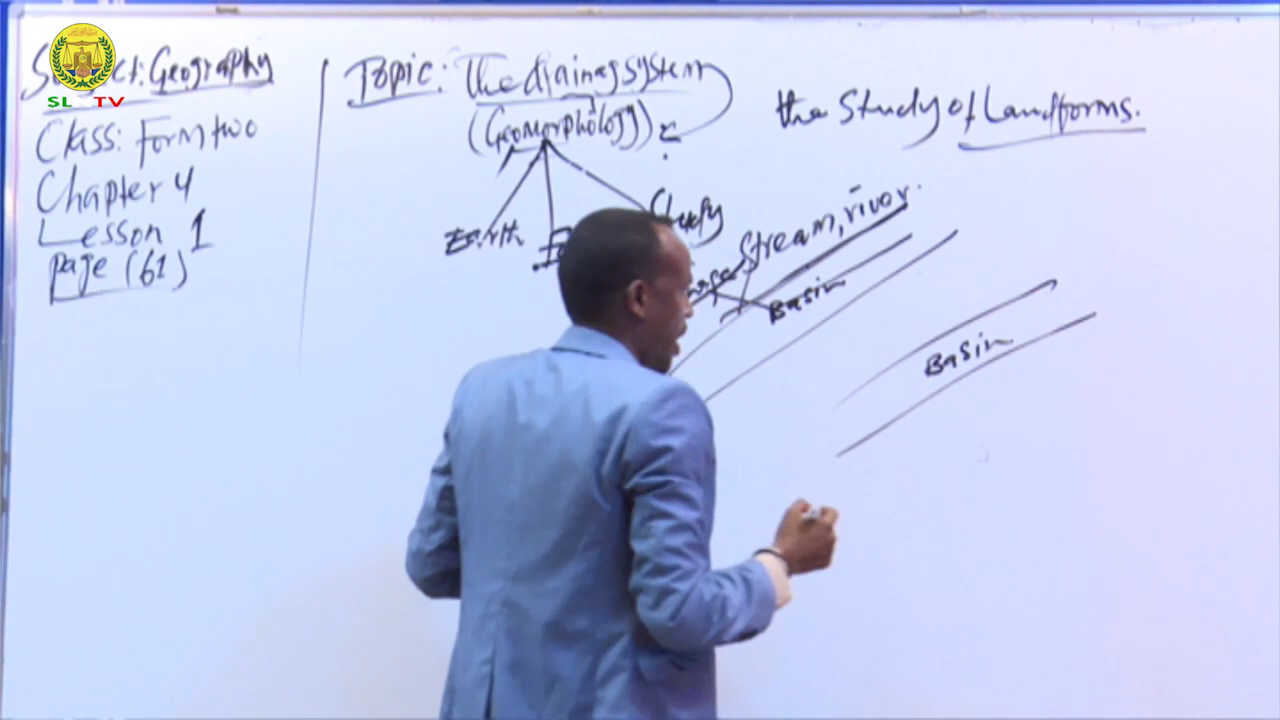 SL TV
Subject: Geography
Class: Form two
Chapter 4
Lesson 1
page (61)
Topic: The drainag system
(Geomorphology)
Earth
Study
the Study of Landforms.
Stream, river
Basin
Basin